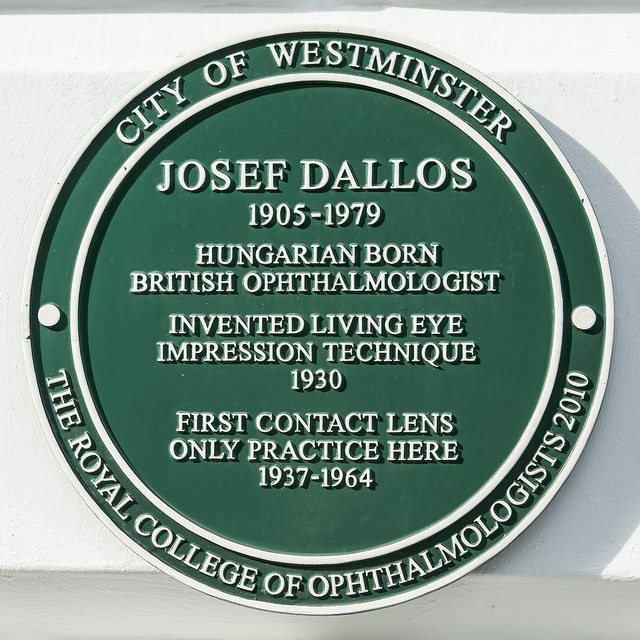 CITY OF WESTMINSTER
JOSEF DALLOS
1905-1979
HUNGARIAN BORN
BRITISH OPHTHALMOLOGIST
INVENTED LIVING EYE
IMPRESSION TECHNIQUE
1930
FIRST CONTACT LENS
ONLY PRACTICE HERE
1937-1964
THE ROYAL COLLEGE OF OPHTHALMOLOGISTS 2010